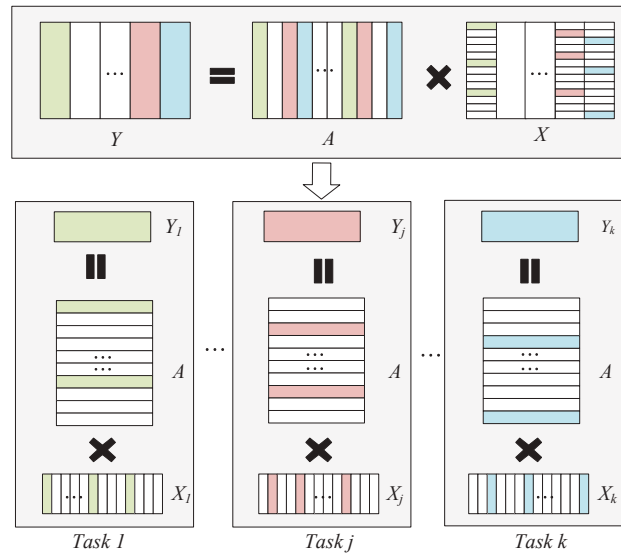 ... = ... ... × ...
Y A X
Y1 Yj Yk
... ... ...
... ... ... ... ...
... ... ...
A A A
× × ×
... X1 ... Xj ... Xk
Task 1 Task j Task k